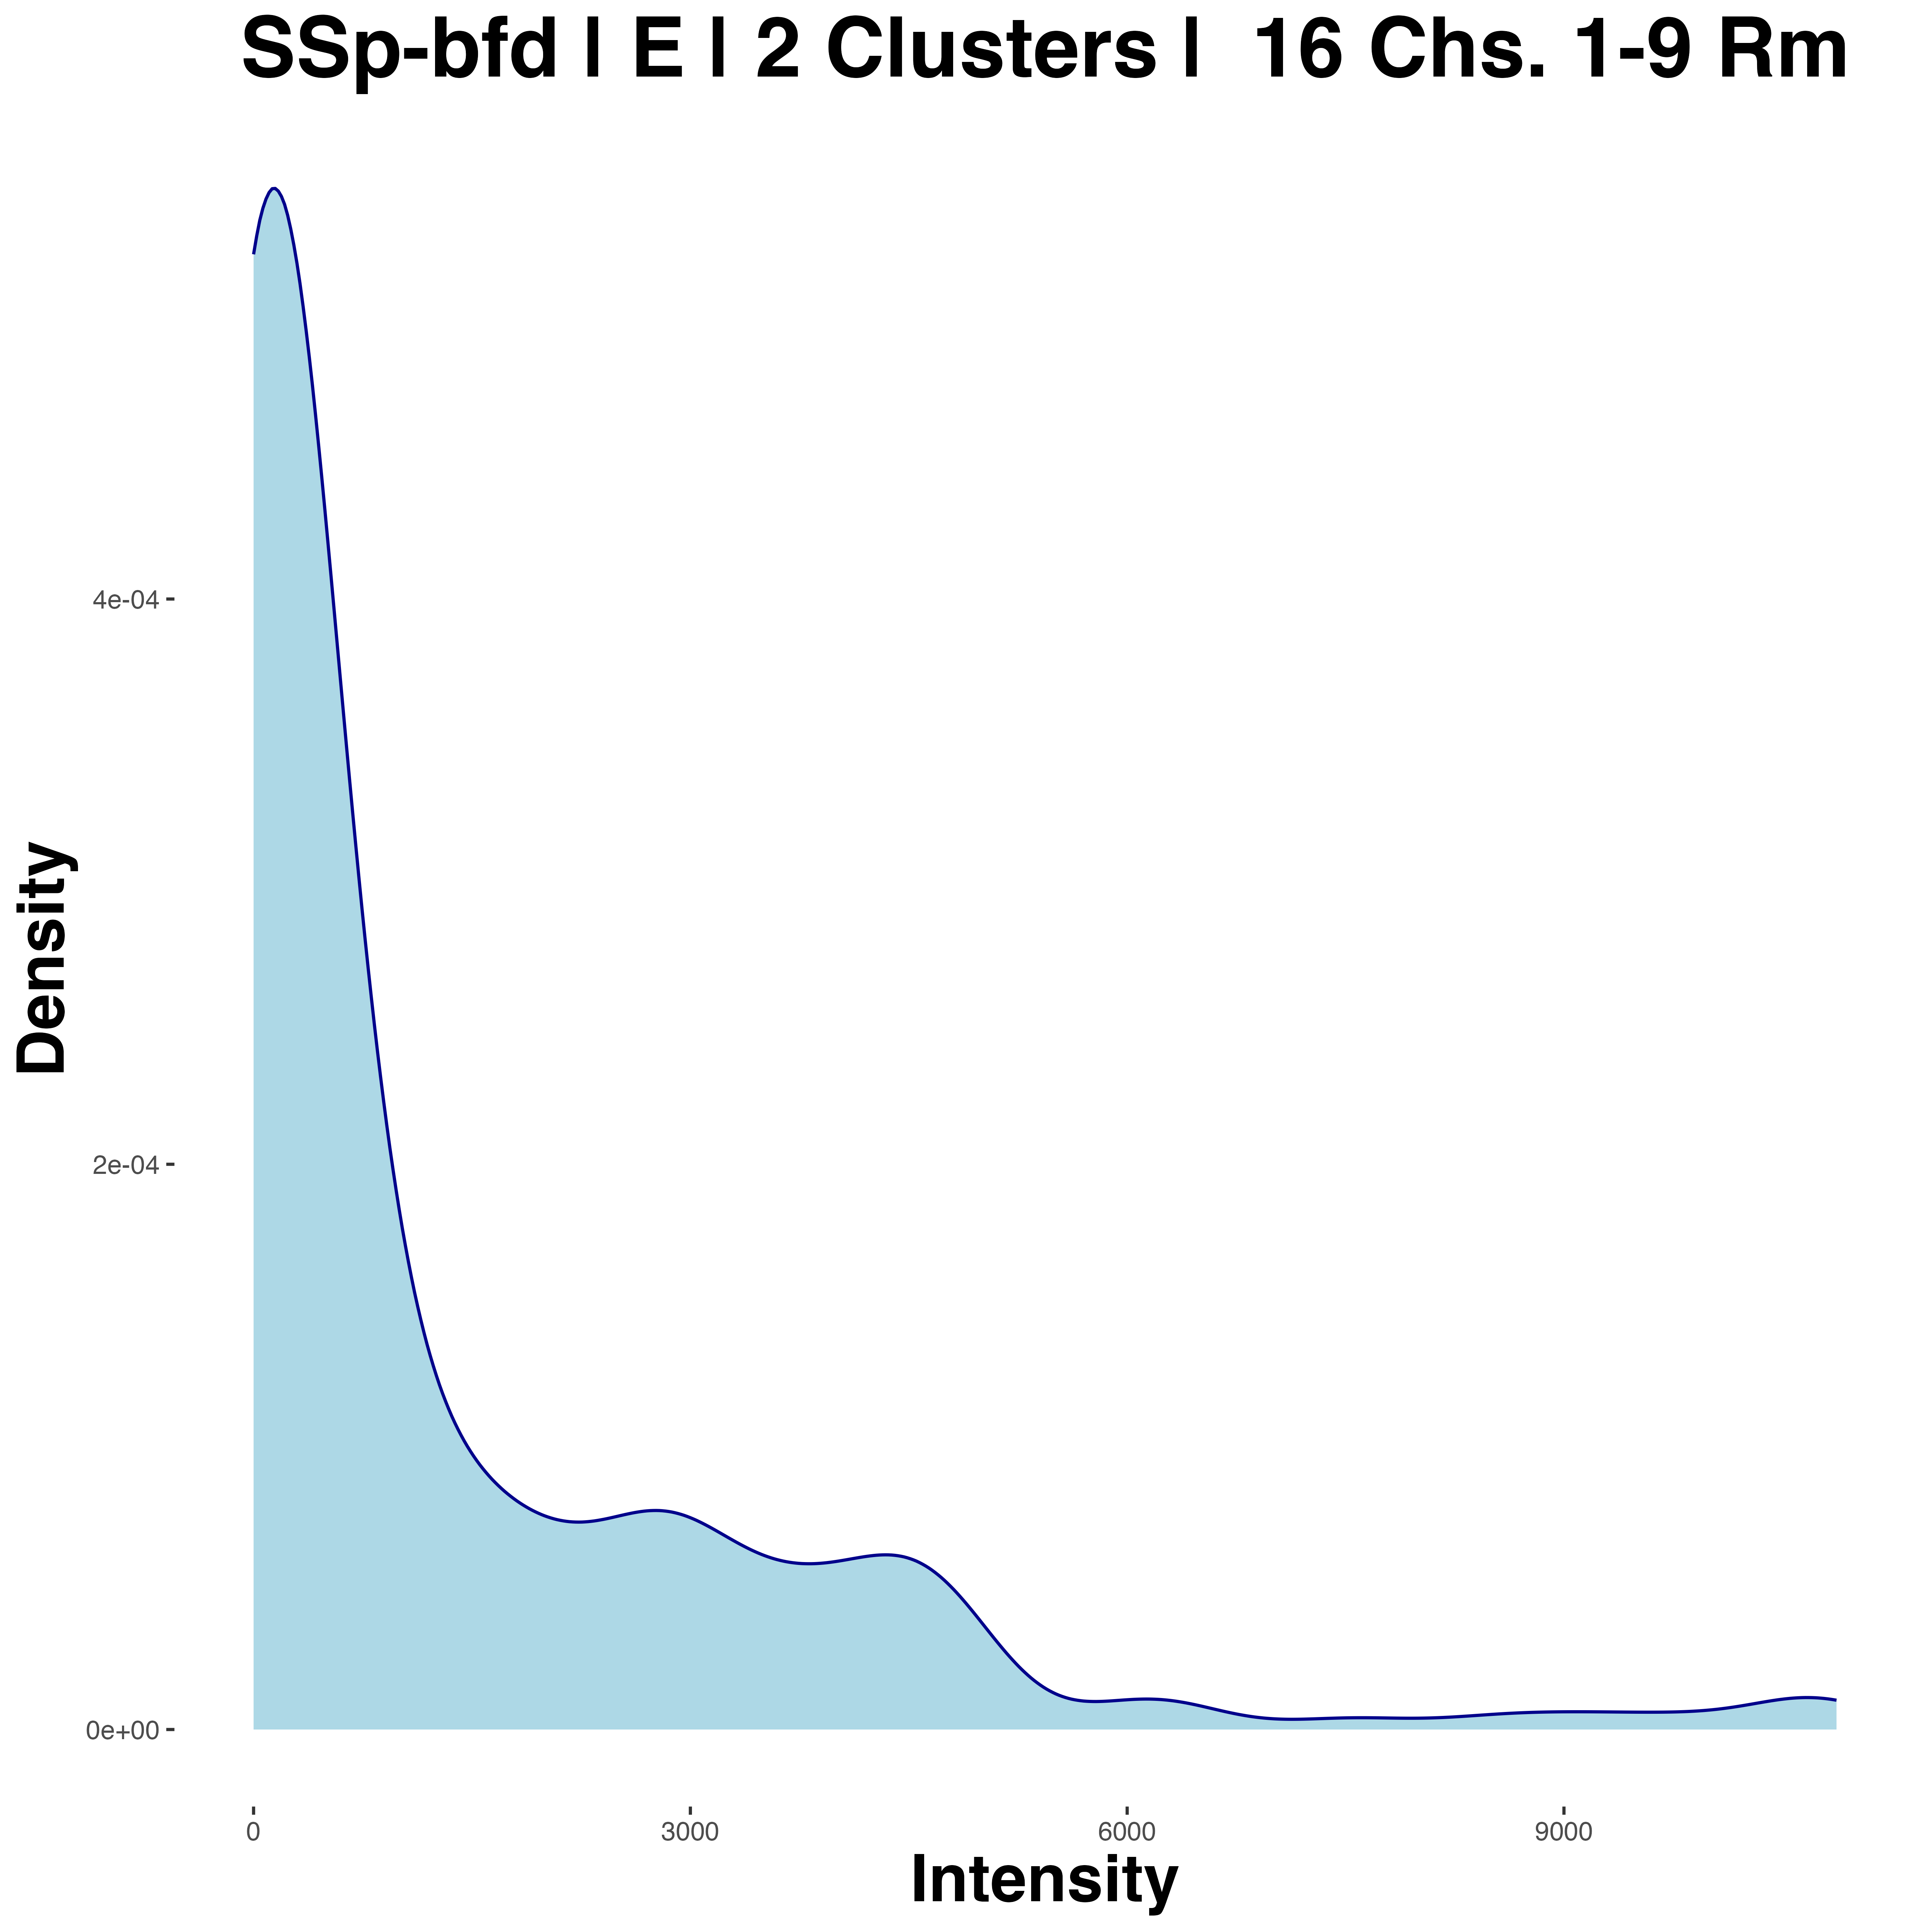 SSp-bfd | E | 2 Clusters |  16 Chs. 1-9 Rm
Density
4e-04
2e-04
0e+00
0 3000 6000 9000
Intensity